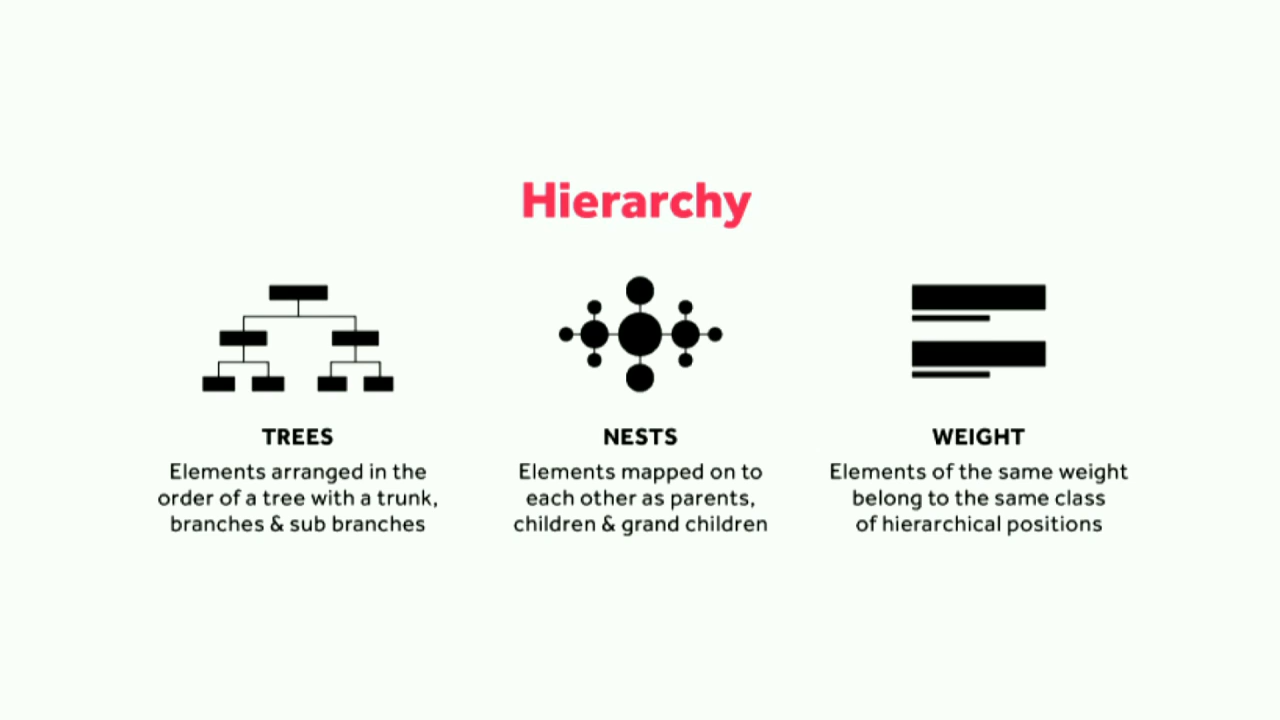 Hierarchy
TREES
Elements arranged in the
order of a tree with a trunk,
branches & sub branches
NESTS
Elements mapped on to
each other as parents,
children & grand children
WEIGHT
Elements of the same weight
belong to the same class
of hierarchical positions